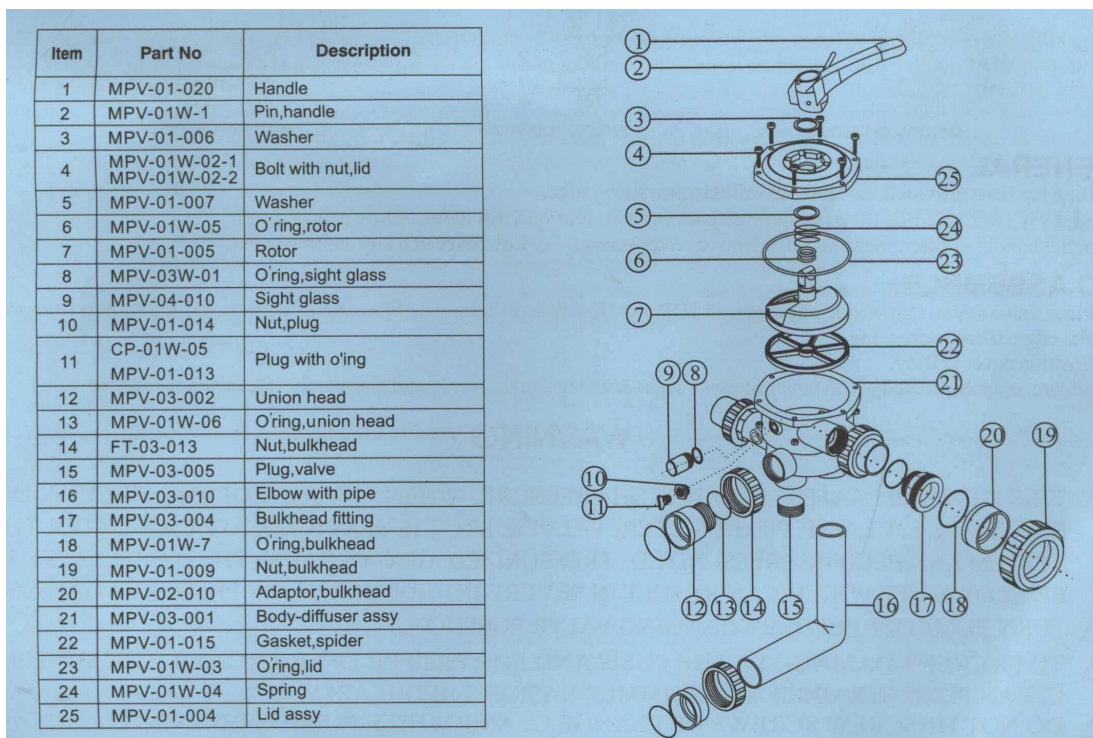 Item Part No Description
1 MPV-01-020 Handle
2 MPV-01W-1 Pin,handle
3 MPV-01-006 Washer
4 MPV-01W-02-1 MPV-01W-02-2 Bolt with nut,lid
5 MPV-01-007 Washer
6 MPV-01W-05 O'ring,rotor
7 MPV-01-005 Rotor
8 MPV-03W-01 O'ring,sight glass
9 MPV-04-010 Sight glass
10 MPV-01-014 Nut,plug
11 CP-01W-05 MPV-01-013 Plug with o'ing
12 MPV-03-002 Union head
13 MPV-01W-06 O'ring,union head
14 FT-03-013 Nut,bulkhead
15 MPV-03-005 Plug,valve
16 MPV-03-010 Elbow with pipe
17 MPV-03-004 Bulkhead fitting
18 MPV-01W-7 O'ring,bulkhead
19 MPV-01-009 Nut,bulkhead
20 MPV-02-010 Adaptor,bulkhead
21 MPV-03-001 Body-diffuser assy
22 MPV-01-015 Gasket,spider
23 MPV-01W-03 O'ring,lid
24 MPV-01W-04 Spring
25 MPV-01-004 Lid assy
1
2
3
4
25
5
24
6
23
7
22
21
9 8
20 19
10
11
12 13 14 15 16 17 18